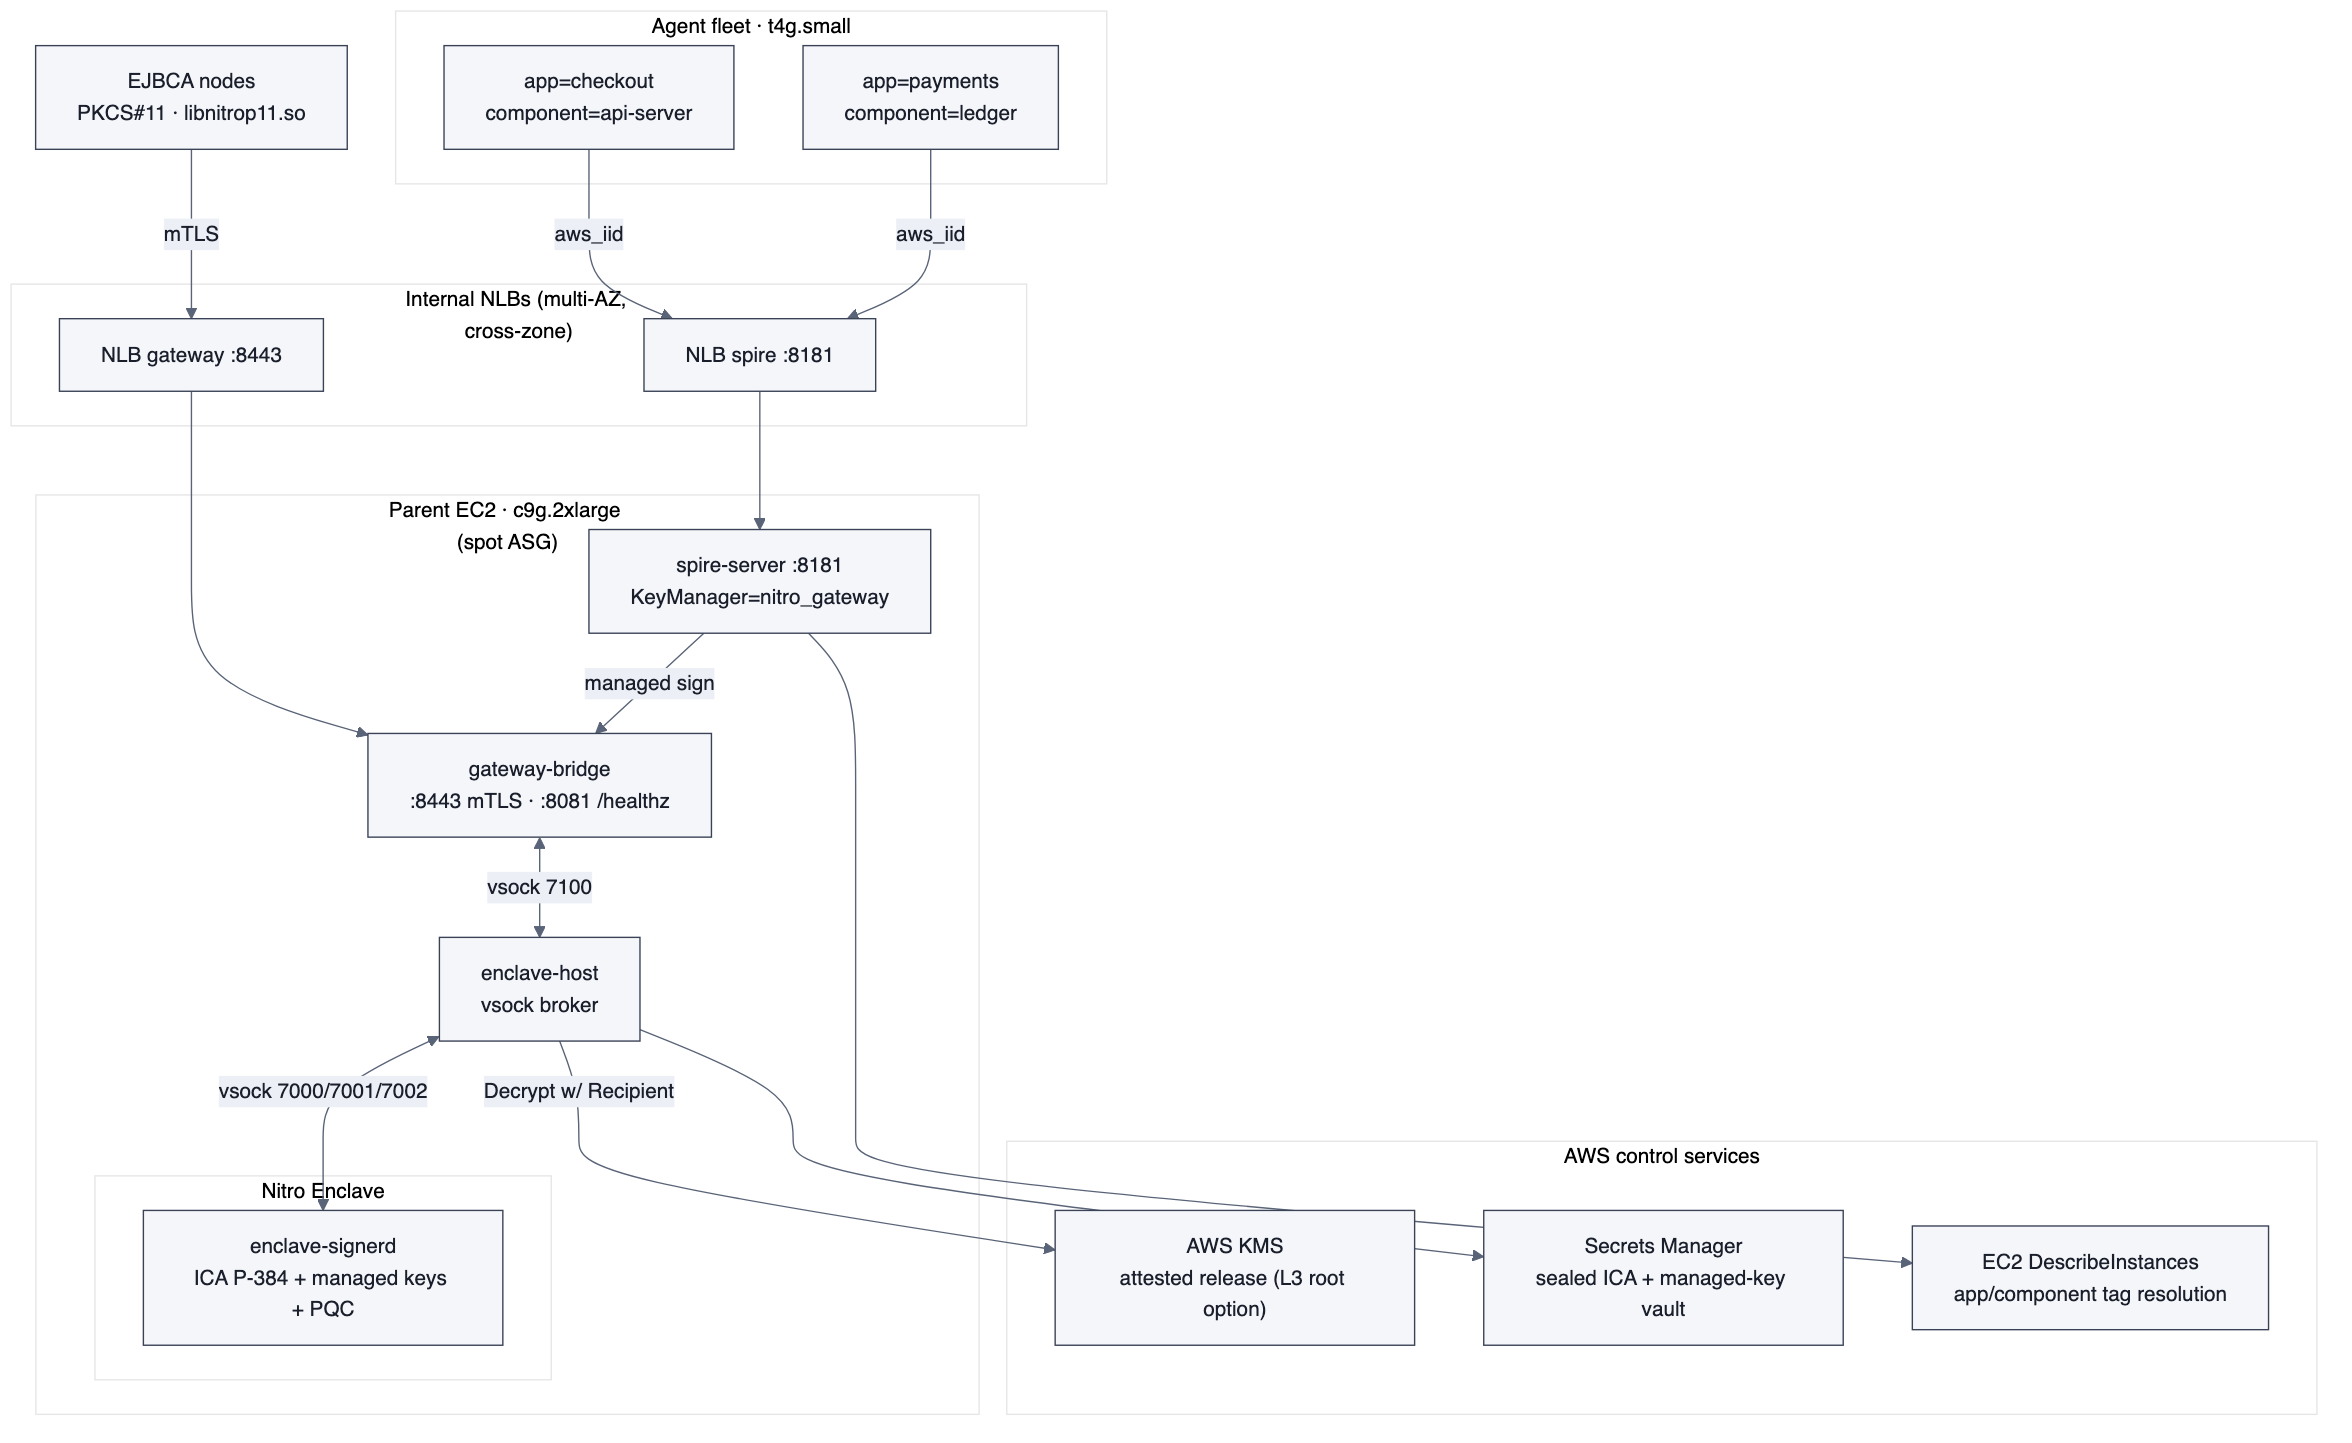 Agent fleet · t4g.small
EJBCA nodes
PKCS#11 · libnitrop11.so
app=checkout
component=api-server
app=payments
component=ledger
mTLS
aws_iid
aws_iid
Internal NLBs (multi-AZ,
cross-zone)
NLB gateway :8443
NLB spire :8181
Parent EC2 · c9g.2xlarge
(spot ASG)
spire-server :8181
KeyManager=nitro_gateway
managed sign
gateway-bridge
:8443 mTLS · :8081 /healthz
vsock 7100
enclave-host
vsock broker
vsock 7000/7001/7002
Decrypt w/ Recipient
Nitro Enclave
enclave-signerd
ICA P-384 + managed keys
+ PQC
AWS control services
AWS KMS
attested release (L3 root
option)
Secrets Manager
sealed ICA + managed-key
vault
EC2 DescribeInstances
app/component tag resolution